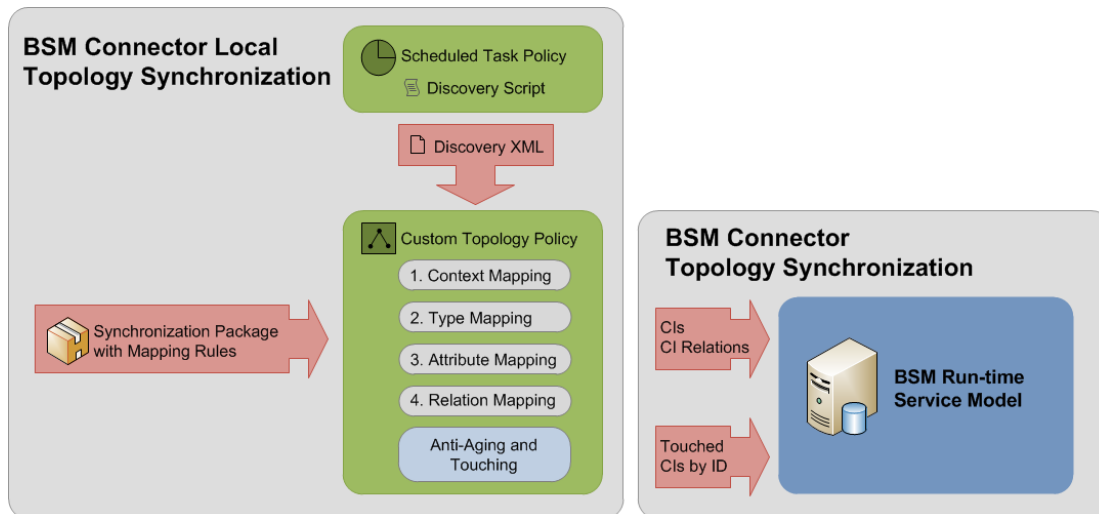 BSM Connector Local
Topology Synchronization
Scheduled Task Policy
Discovery Script
Discovery XML
Custom Topology Policy
1. Context Mapping
2. Type Mapping
3. Attribute Mapping
4. Relation Mapping
Anti-Aging and
Touching
Synchronization Package
with Mapping Rules
BSM Connector
Topology Synchronization
CIs
CI Relations
Touched
CIs by ID
BSM Run-time
Service Model